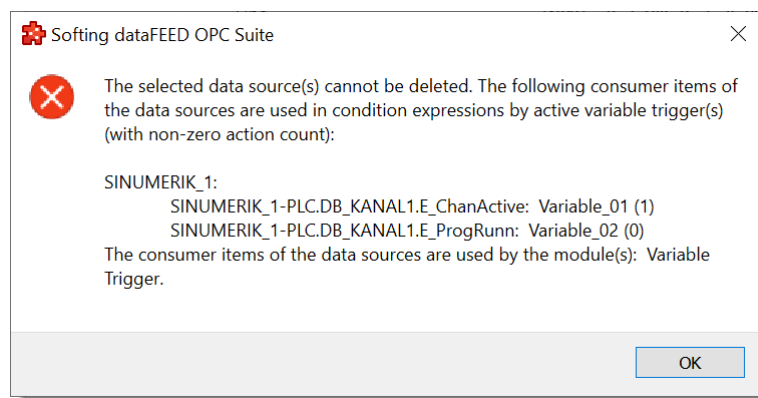 Softing dataFEED OPC Suite
The selected data source(s) cannot be deleted. The following consumer items of
the data sources are used in condition expressions by active variable trigger(s)
(with non-zero action count):
SINUMERIK_1:
SINUMERIK_1-PLC.DB_KANAL1.E_ChanActive:  Variable_01 (1)
SINUMERIK_1-PLC.DB_KANAL1.E_ProgRunn:  Variable_02 (0)
The consumer items of the data sources are used by the module(s):  Variable
Trigger.
OK